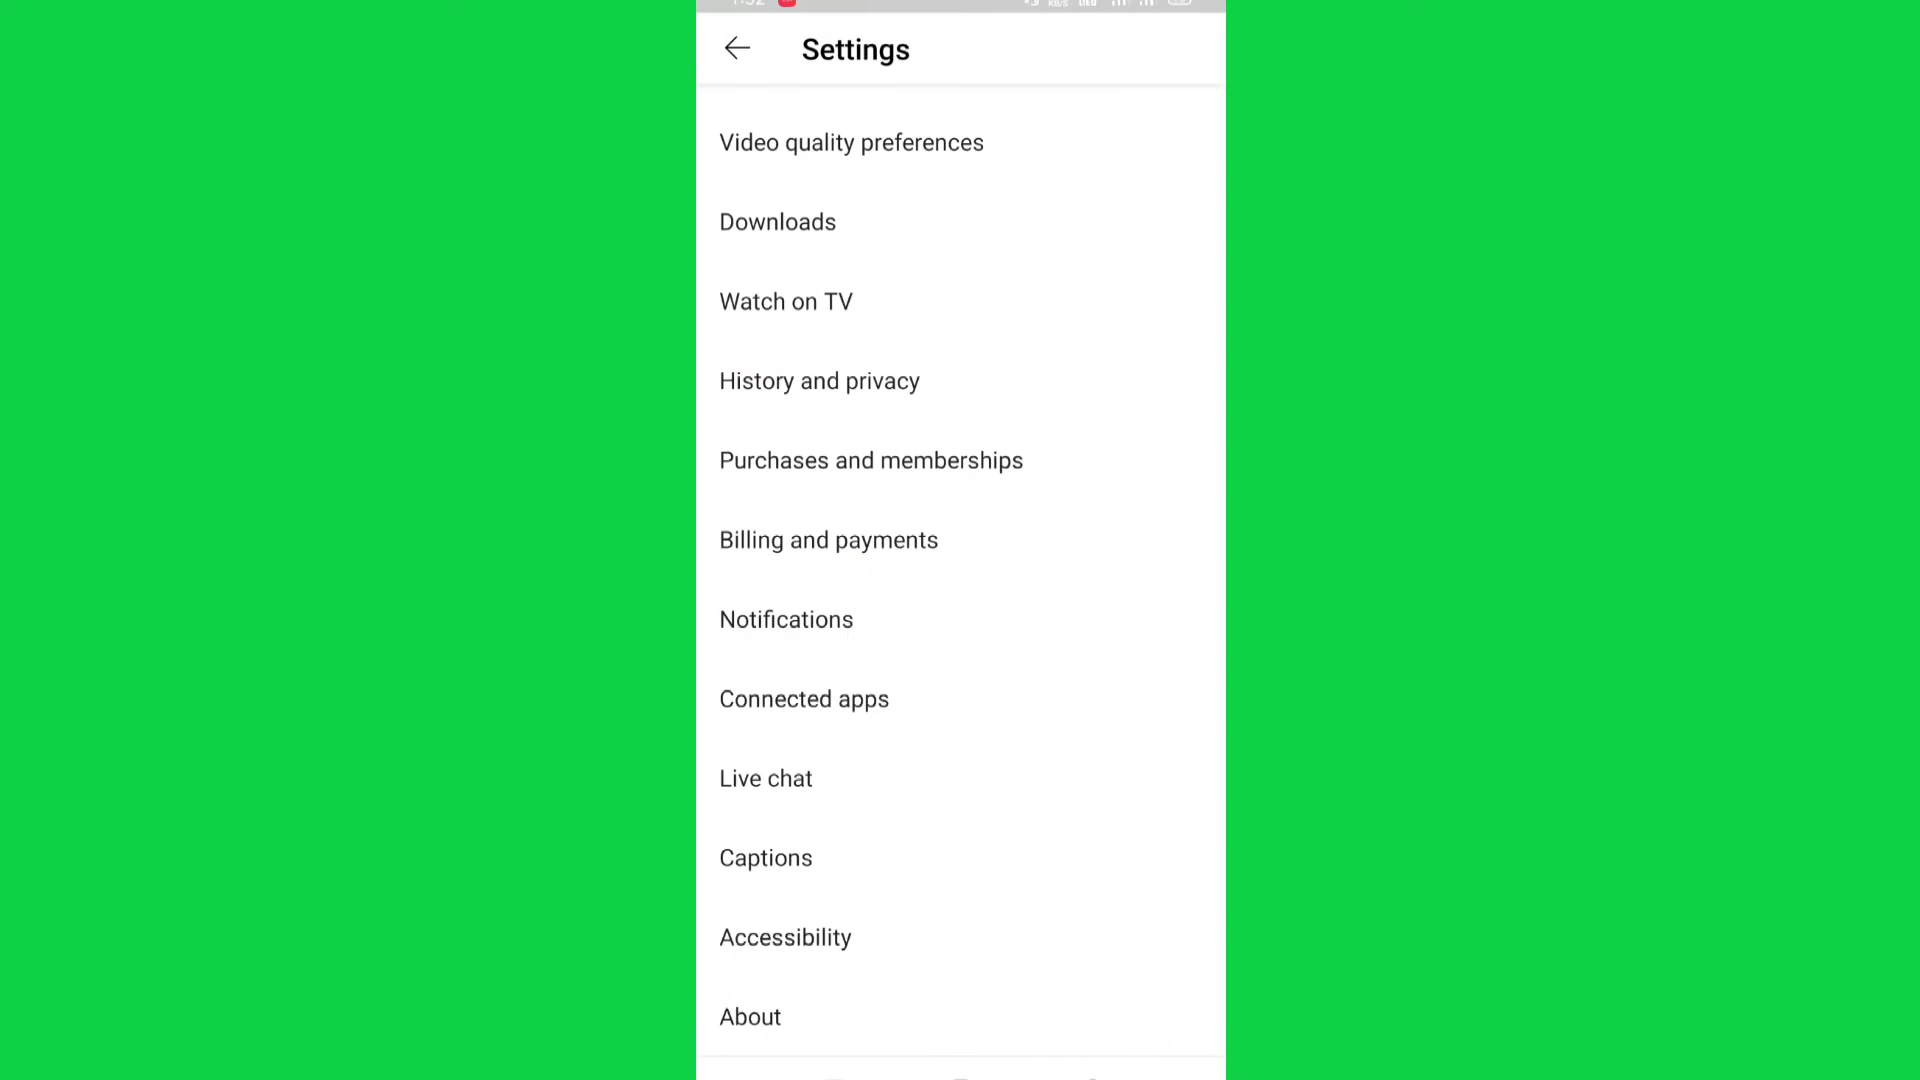 Settings
Video quality preferences
Downloads
Watch on TV
History and privacy
Purchases and memberships
Billing and payments
Notifications
Connected apps
Live chat
Captions
Accessibility
About